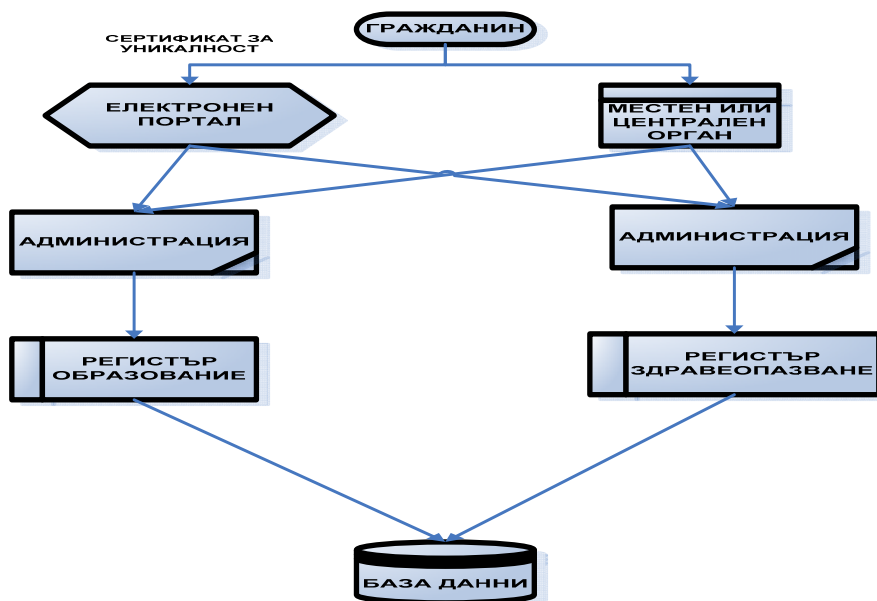 ГРАЖДАНИН
СЕРТИФИКАТ ЗА
УНИКАЛНОСТ
ЕЛЕКТРОНЕН
ПОРТАЛ
МЕСТЕН ИЛИ
ЦЕНТРАЛЕН
ОРГАН
АДМИНИСТРАЦИЯ
АДМИНИСТРАЦИЯ
РЕГИСТЪР
ОБРАЗОВАНИЕ
РЕГИСТЪР
ЗДРАВЕОПАЗВАНЕ
БАЗА ДАННИ